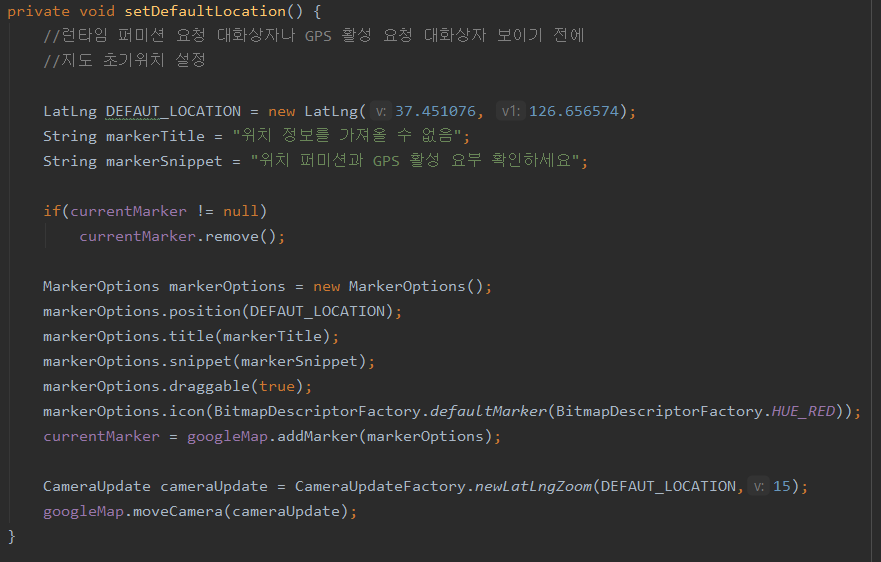 private void setDefaultLocation() {
//런타임 퍼미션 요청 대화상자나 GPS 활성 요청 대화상자 보이기 전에
//지도 초기위치 설정
LatLng DEFAUT_LOCATION = new LatLng( v: 37.451076, v1: 126.656574);
String markerTitle = "위치 정보를 가져올 수 없음";
String markerSnippet = "위치 퍼미션과 GPS 활성 요부 확인하세요";
if(currentMarker != null)
currentMarker.remove();
MarkerOptions markerOptions = new MarkerOptions();
markerOptions.position(DEFAUT_LOCATION);
markerOptions.title(markerTitle);
markerOptions.snippet(markerSnippet);
markerOptions.draggable(true);
markerOptions.icon(BitmapDescriptorFactory.defaultMarker(BitmapDescriptorFactory.HUE_RED));
currentMarker = googleMap.addMarker(markerOptions);
CameraUpdate cameraUpdate = CameraUpdateFactory.newLatLngZoom(DEFAUT_LOCATION, v: 15);
googleMap.moveCamera(cameraUpdate);
}